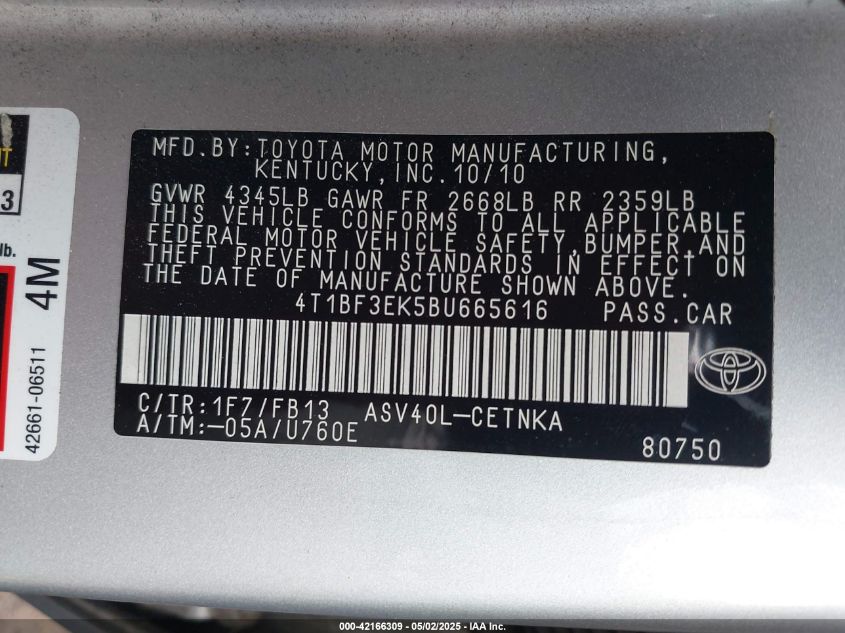 MFD.BY:TOYOTA MOTOR MANUFACTURING,
KENTUCKY,INC.10/10
GVWR 4345LB GAWR FR 2668LB RR 2359LB
THIS VEHICLE CONFORMS TO ALL APPLICABLE
FEDERAL MOTOR VEHICLE SAFETY,BUMPER,AND
THEFT PREVENTION STANDARDS IN EFFECT ON
THE DATE OF MANUFACTURE SHOWN ABOVE.
4T1BF3EK5BU665616 PASS.CAR
C/TR:1F7/FB13 ASV40L-CETNKA
A/TM:-05A/U760E
80750
3
lb.
4M
42661-06511
000-42166309 - 05/02/2025 - IAA Inc.